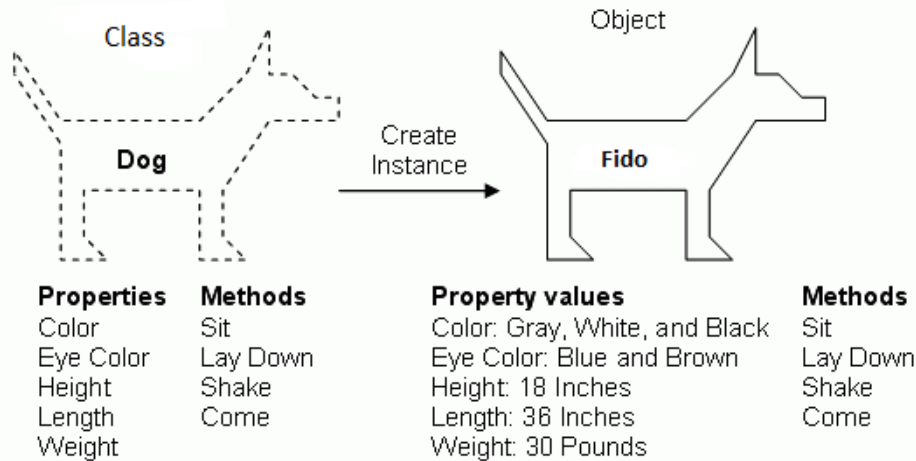 Class
Object
Create
Instance
Dog
Fido
Properties Methods
Color Sit
Eye Color Lay Down
Height Shake
Length Come
Weight
Property values Methods
Color: Gray, White, and Black Sit
Eye Color: Blue and Brown Lay Down
Height: 18 Inches Shake
Length: 36 Inches Come
Weight: 30 Pounds